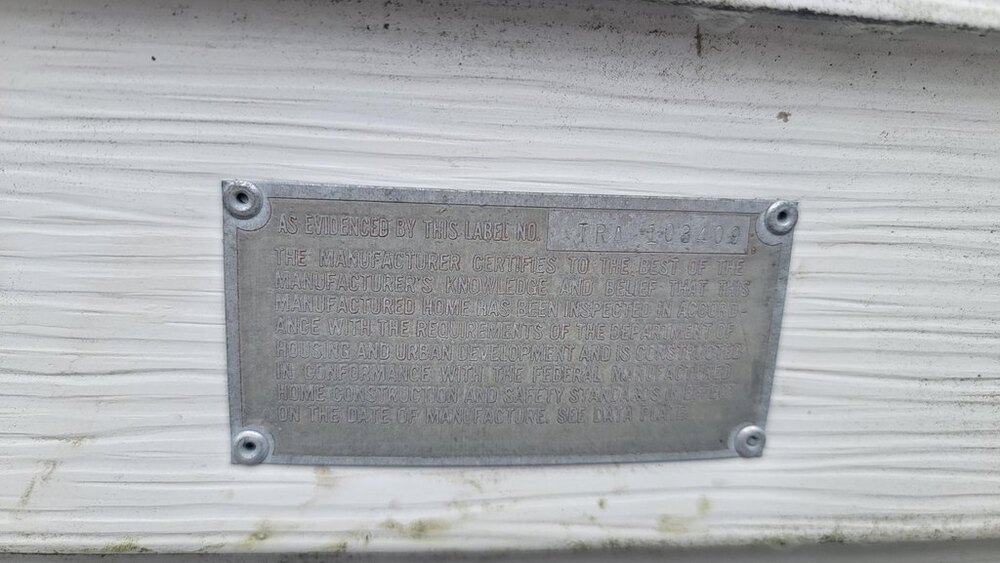 AS EVIDENCED BY THIS LABEL NO. TRA 103409
THE MANUFACTURER CERTIFIES TO THE BEST OF THE
MANUFACTURER'S KNOWLEDGE AND BELIEF THAT THIS
MANUFACTURED HOME HAS BEEN INSPECTED IN ACCORD-
ANCE WITH THE REQUIREMENTS OF THE DEPARTMENT OF
HOUSING AND URBAN DEVELOPMENT AND IS CONSTRUCTED
IN CONFORMANCE WITH THE FEDERAL MANUFACTURED
HOME CONSTRUCTION AND SAFETY STANDARDS IN EFFECT
ON THE DATE OF MANUFACTURE. SEE DATA PLATE.